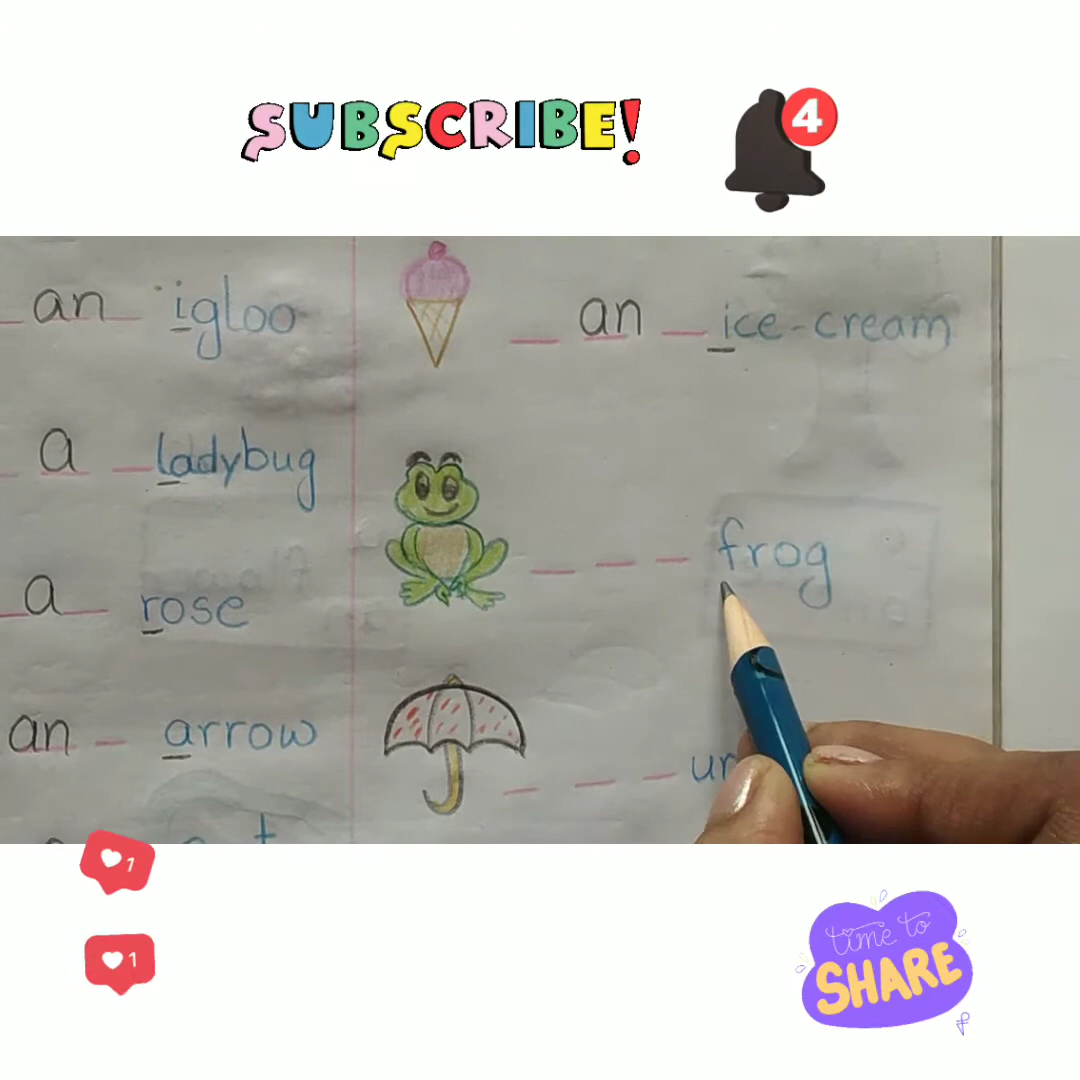 SUBSCRIBE!
4
an igloo
an ice-cream
a ladybug
frog
a rose
an arrow
1
1
time to
SHARE